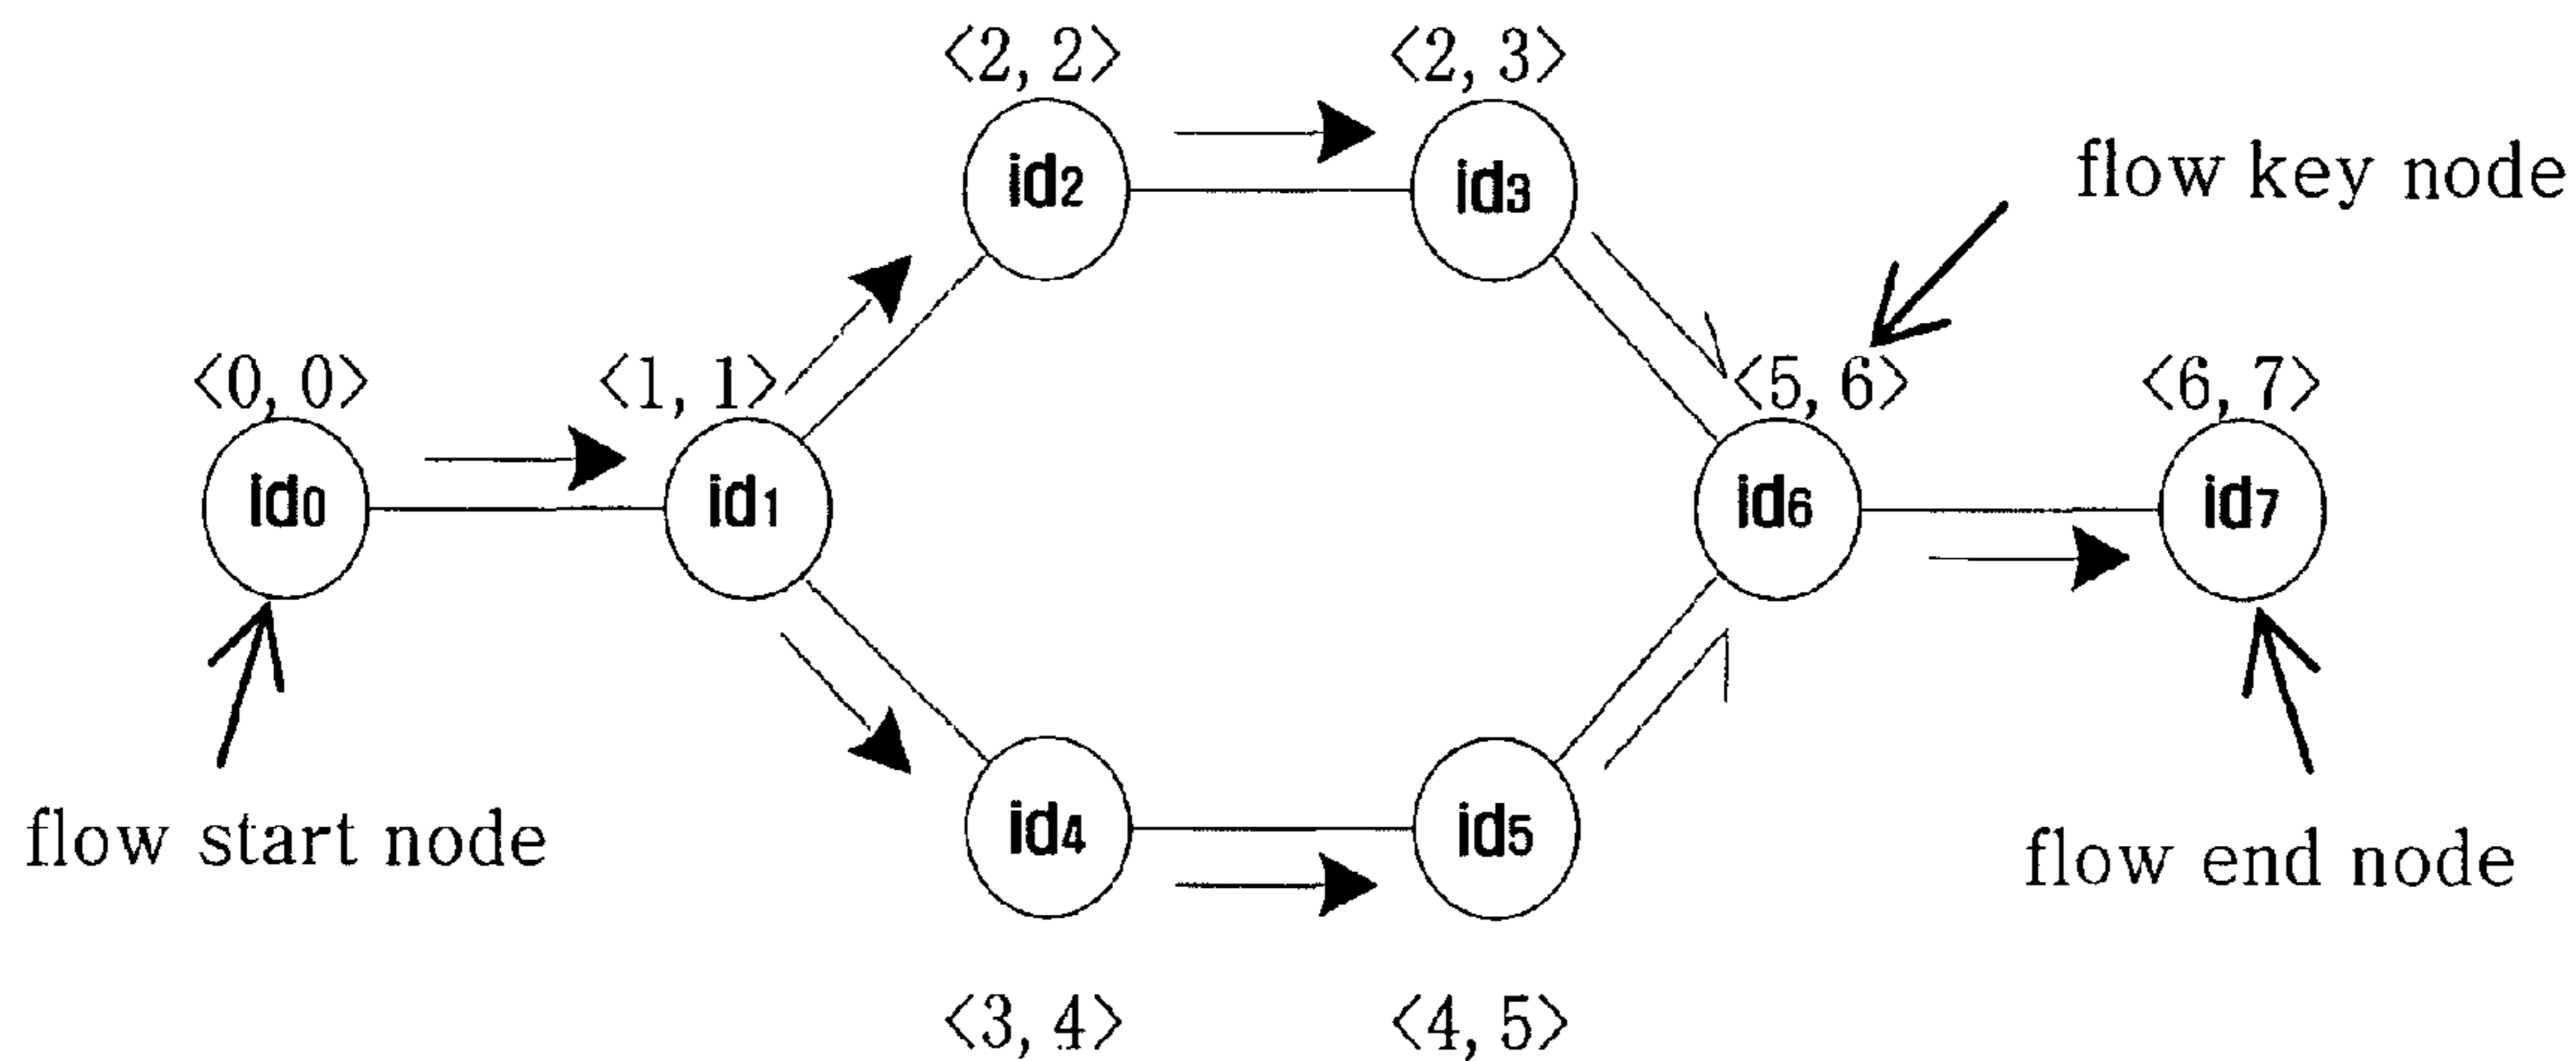 <2, 2> <2, 3>
id2 id3
flow key node
<0, 0> <1, 1> <5, 6> <6, 7>
id0 id1 id6 id7
flow start node
id4 id5
flow end node
<3, 4> <4, 5>